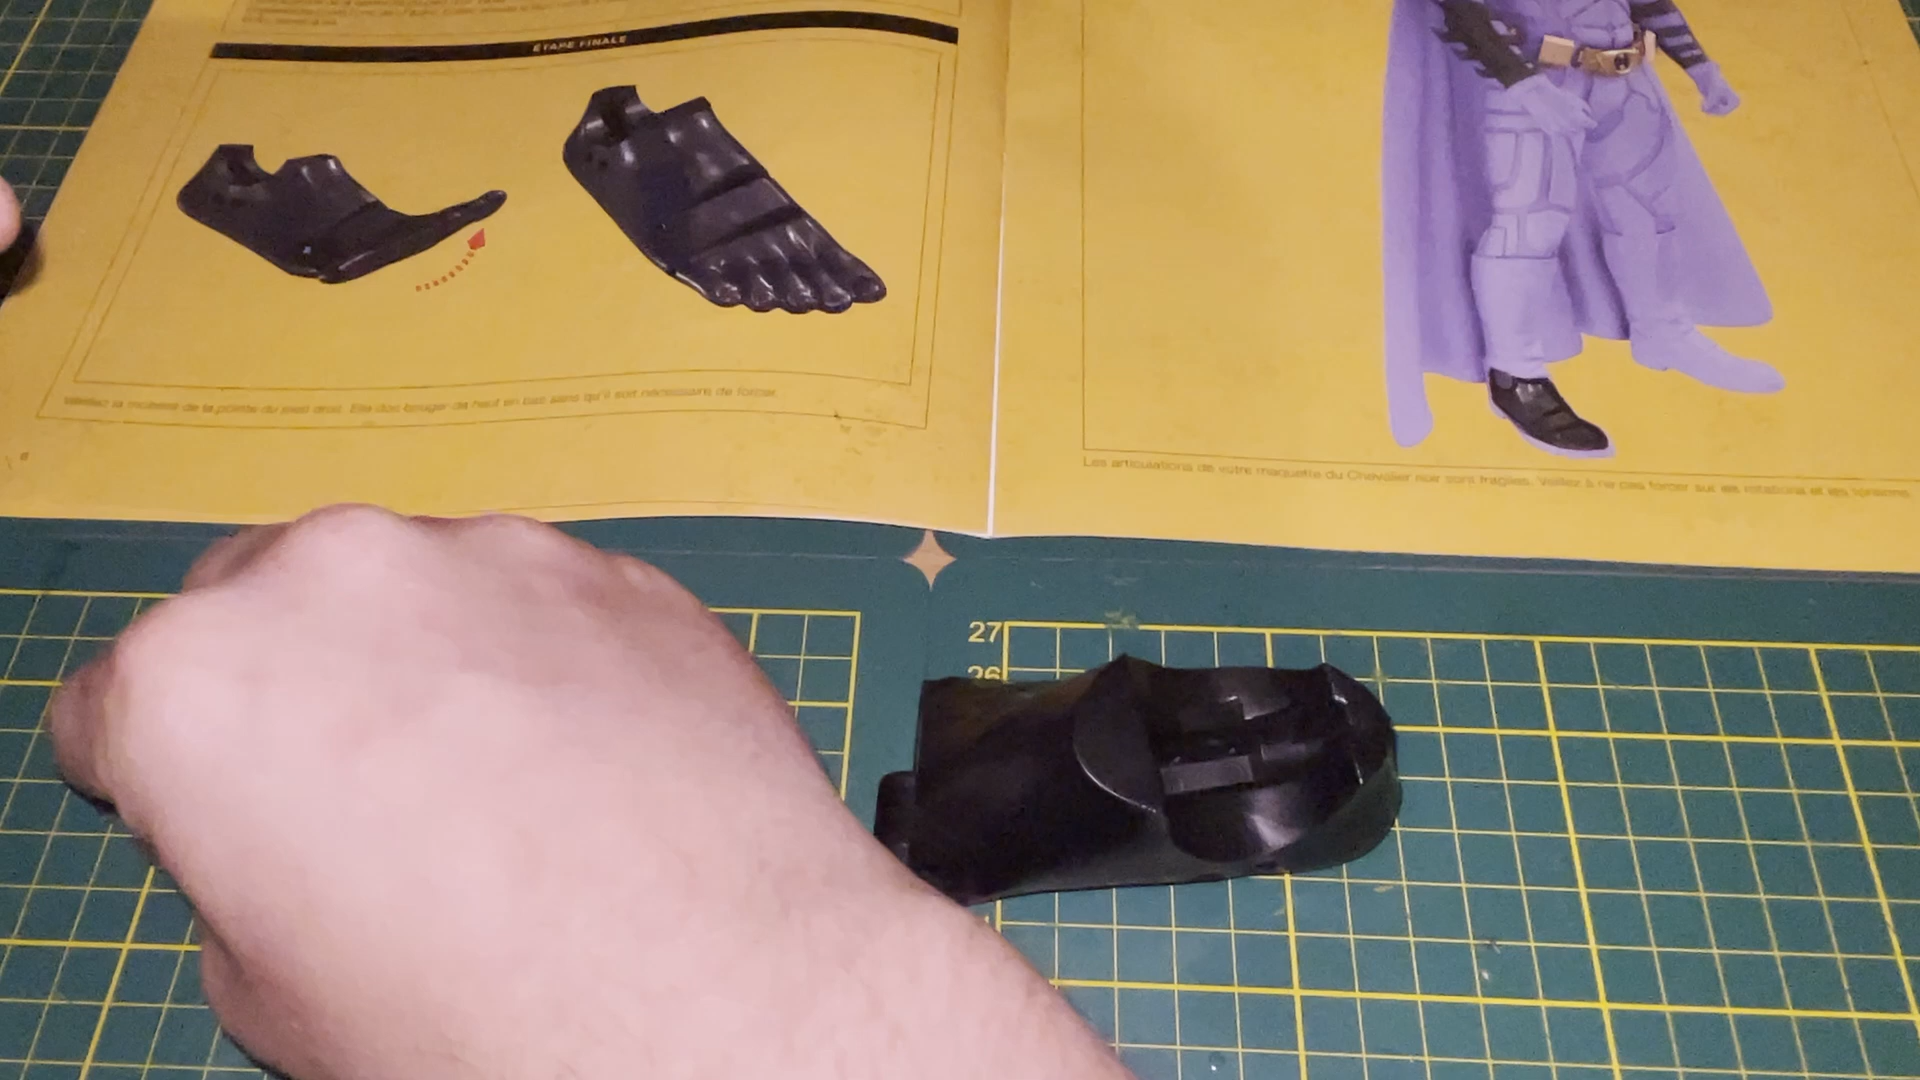 ÉTAPE FINALE
Vérifiez la mobilité de la pointe du pied droit. Elle doit bouger de haut en bas sans qu'il soit nécessaire de forcer.
Les articulations de votre maquette du Chevalier noir sont fragiles. Veillez à ne pas forcer sur les rotations et les torsions.
27
26